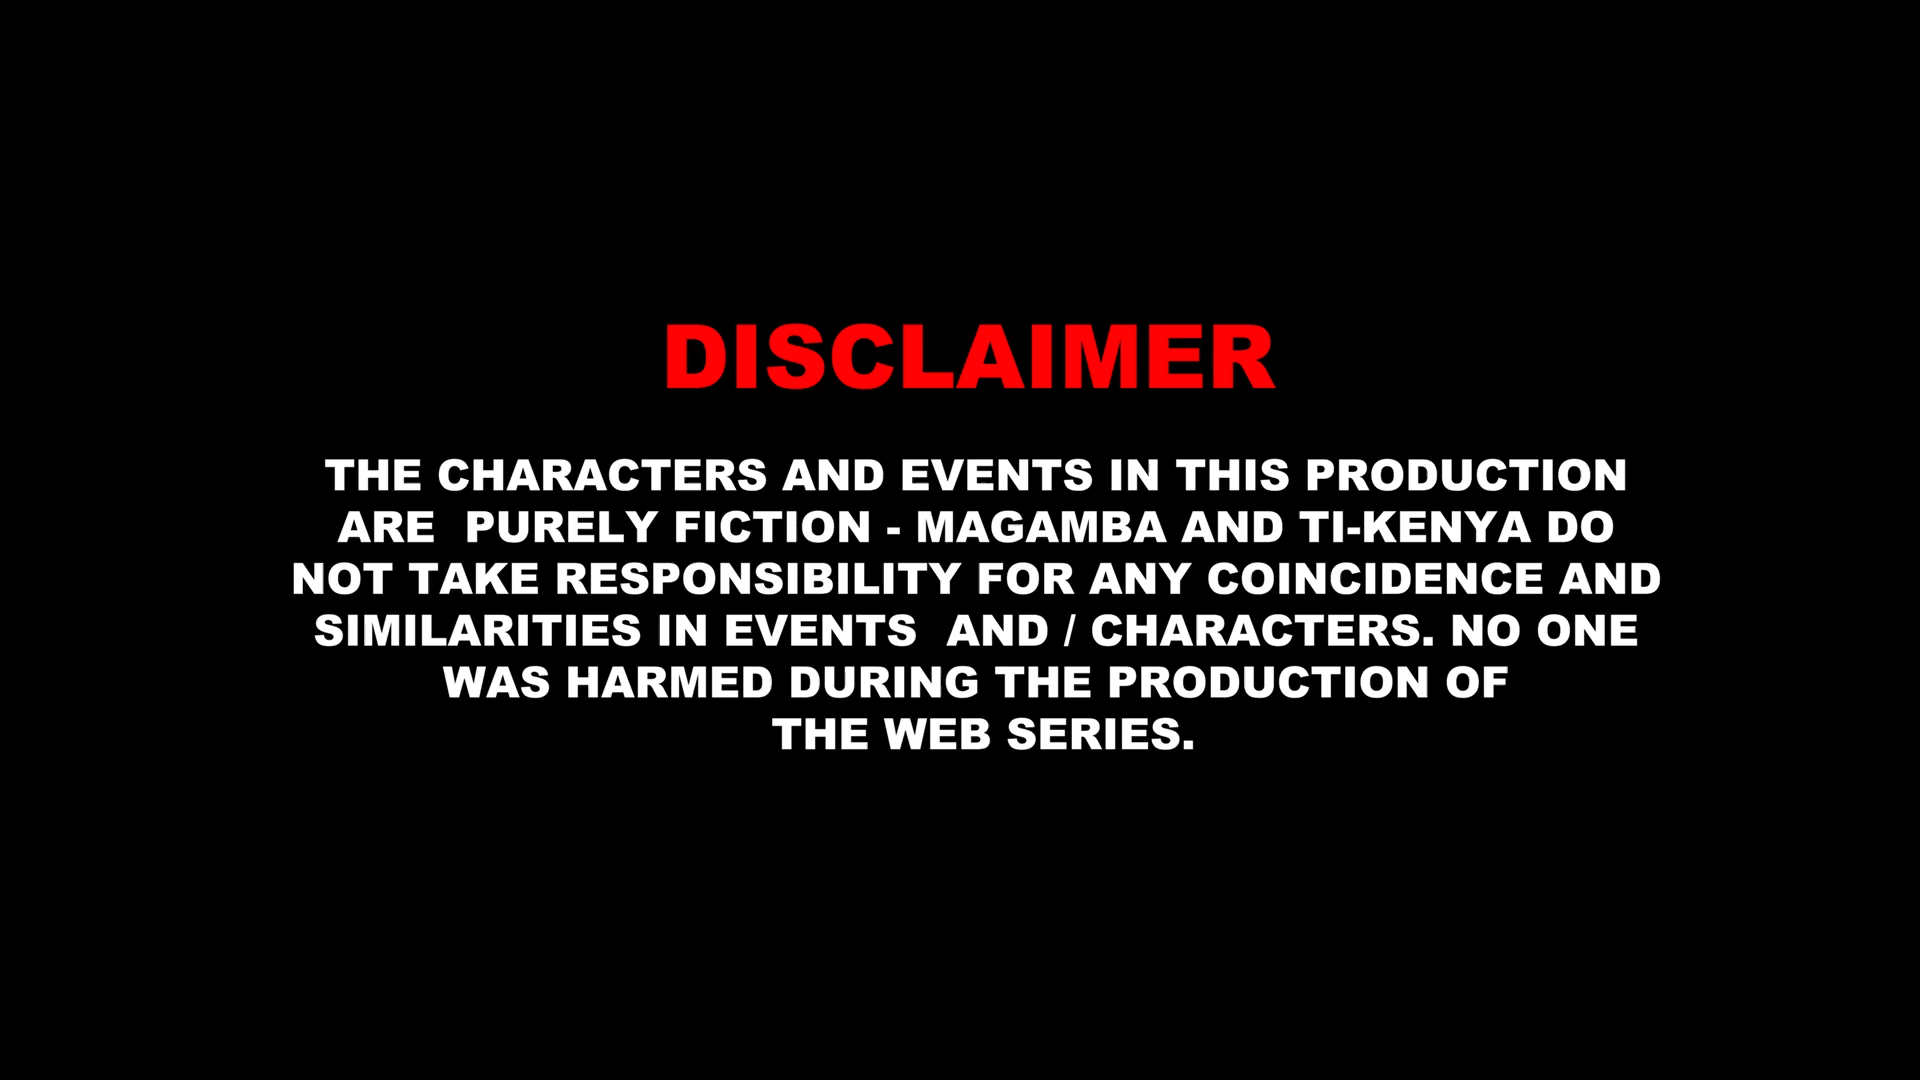 DISCLAIMER
THE CHARACTERS AND EVENTS IN THIS PRODUCTION
ARE  PURELY FICTION - MAGAMBA AND TI-KENYA DO
NOT TAKE RESPONSIBILITY FOR ANY COINCIDENCE AND
SIMILARITIES IN EVENTS  AND / CHARACTERS. NO ONE
WAS HARMED DURING THE PRODUCTION OF
THE WEB SERIES.